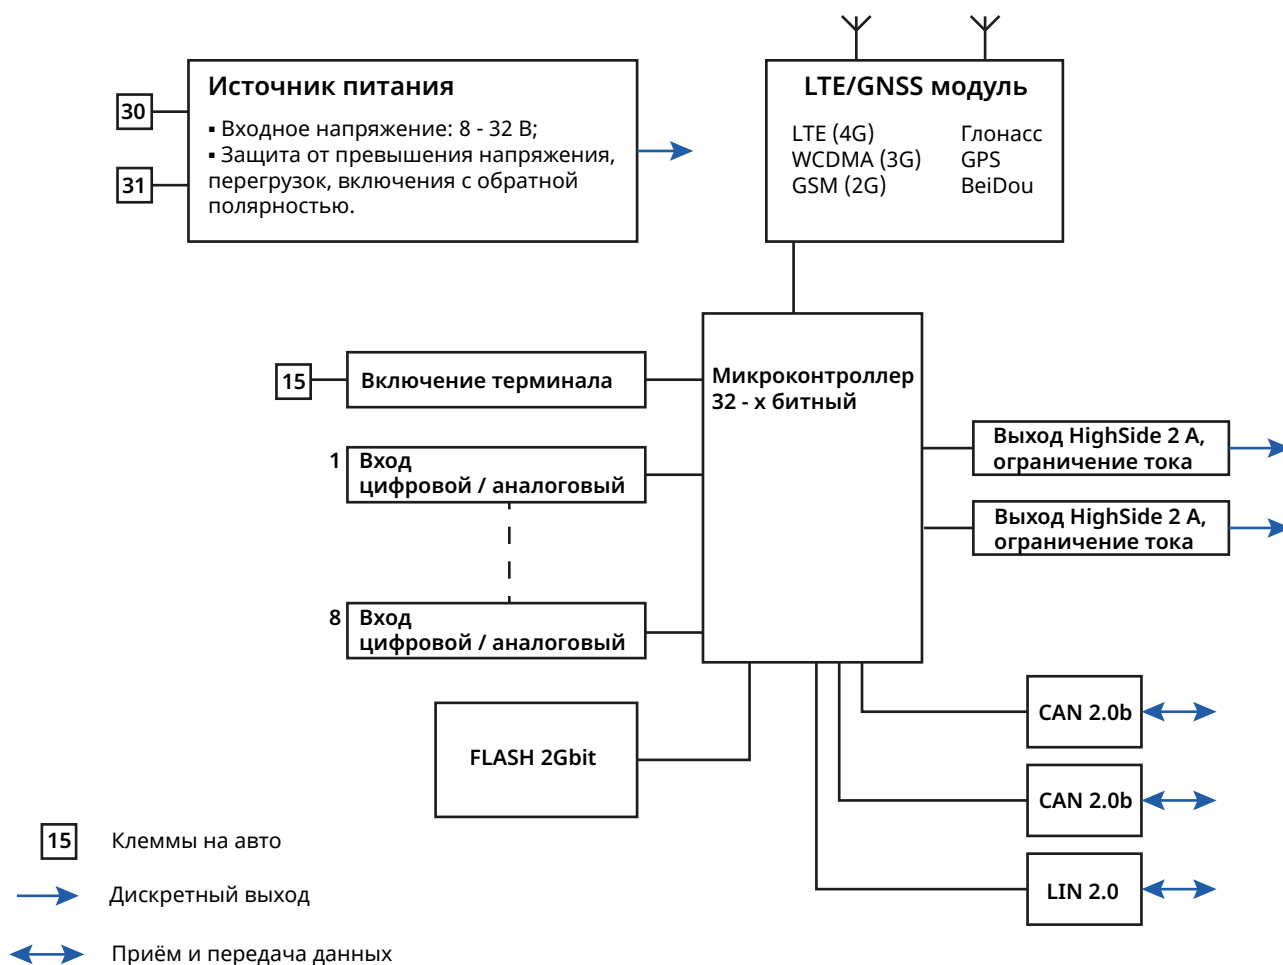 Источник питания
30
▪ Входное напряжение: 8 - 32 В;
▪ Защита от превышения напряжения,
перегрузок, включения с обратной
полярностью.
31
LTE/GNSS модуль
LTE (4G) Глонасс
WCDMA (3G) GPS
GSM (2G) BeiDou
15
Включение терминала
Микроконтроллер
32 - х битный
1
Вход
цифровой / аналоговый
8
Вход
цифровой / аналоговый
Выход HighSide 2 А,
ограничение тока
Выход HighSide 2 А,
ограничение тока
FLASH 2Gbit
CAN 2.0b
CAN 2.0b
LIN 2.0
15 Клеммы на авто
Дискретный выход
Приём и передача данных